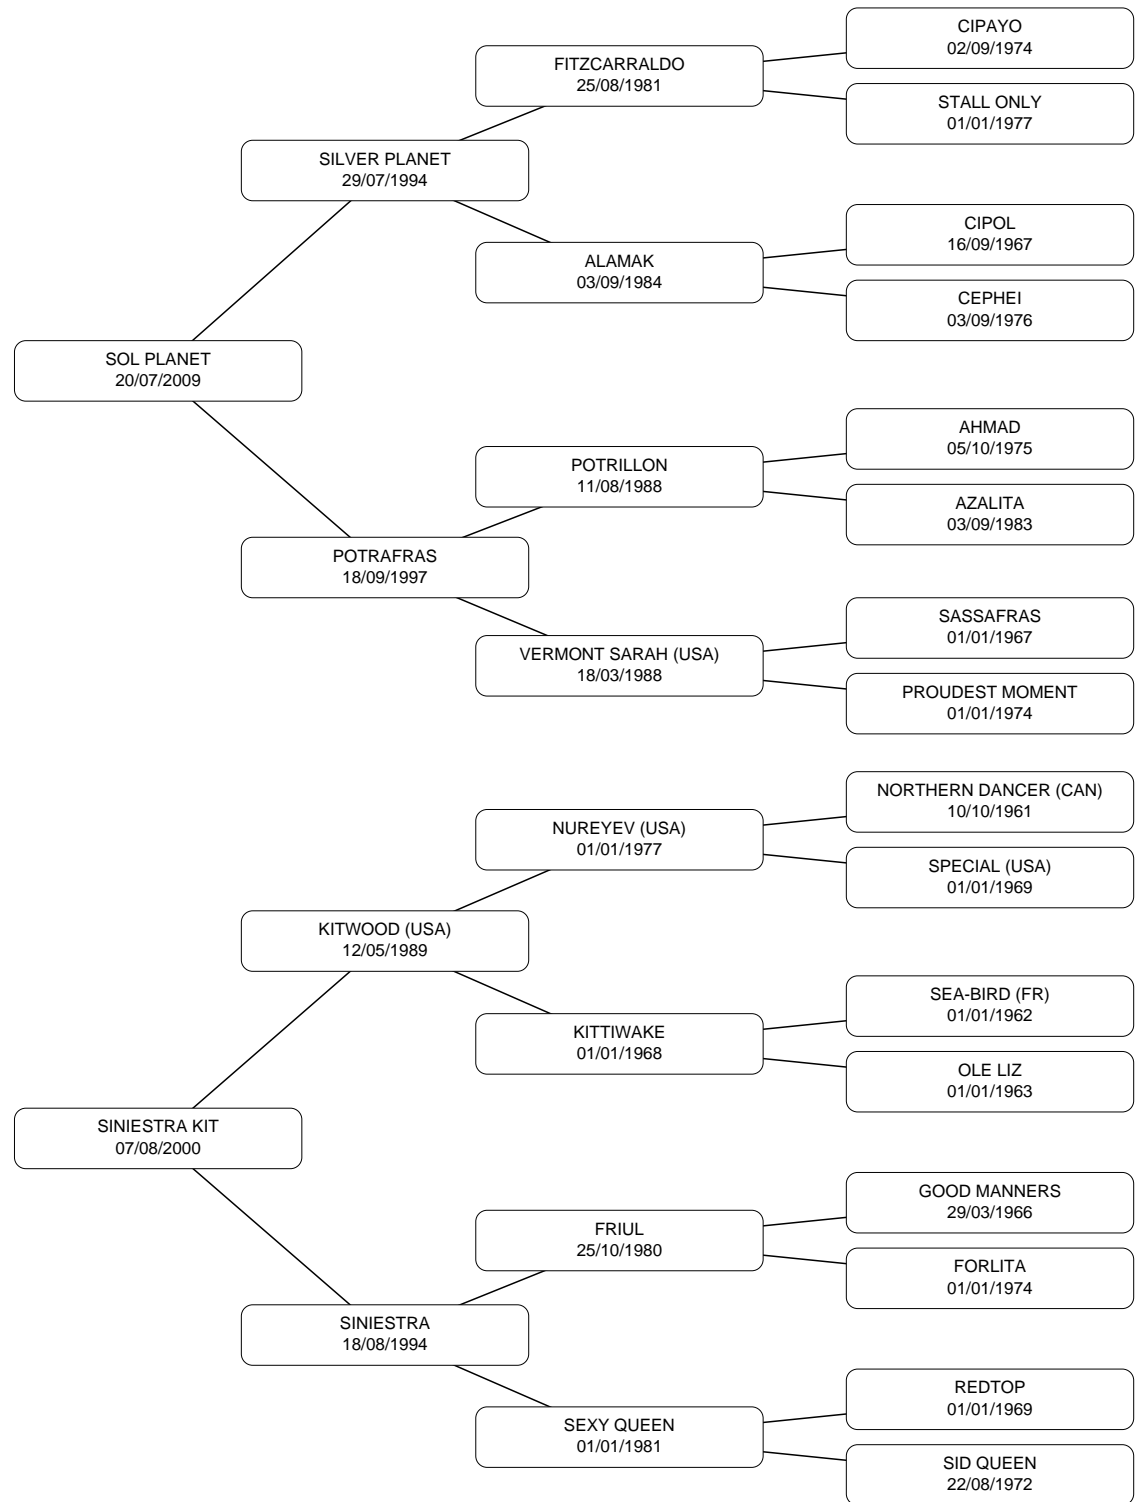 CIPAYO
02/09/1974
FITZCARRALDO
25/08/1981
STALL ONLY
01/01/1977
SILVER PLANET
29/07/1994
CIPOL
16/09/1967
ALAMAK
03/09/1984
CEPHEI
03/09/1976
SOL PLANET
20/07/2009
AHMAD
05/10/1975
POTRILLON
11/08/1988
AZALITA
03/09/1983
POTRAFRAS
18/09/1997
SASSAFRAS
01/01/1967
VERMONT SARAH (USA)
18/03/1988
PROUDEST MOMENT
01/01/1974
NORTHERN DANCER (CAN)
10/10/1961
NUREYEV (USA)
01/01/1977
SPECIAL (USA)
01/01/1969
KITWOOD (USA)
12/05/1989
SEA-BIRD (FR)
01/01/1962
KITTIWAKE
01/01/1968
OLE LIZ
01/01/1963
SINIESTRA KIT
07/08/2000
GOOD MANNERS
29/03/1966
FRIUL
25/10/1980
FORLITA
01/01/1974
SINIESTRA
18/08/1994
REDTOP
01/01/1969
SEXY QUEEN
01/01/1981
SID QUEEN
22/08/1972